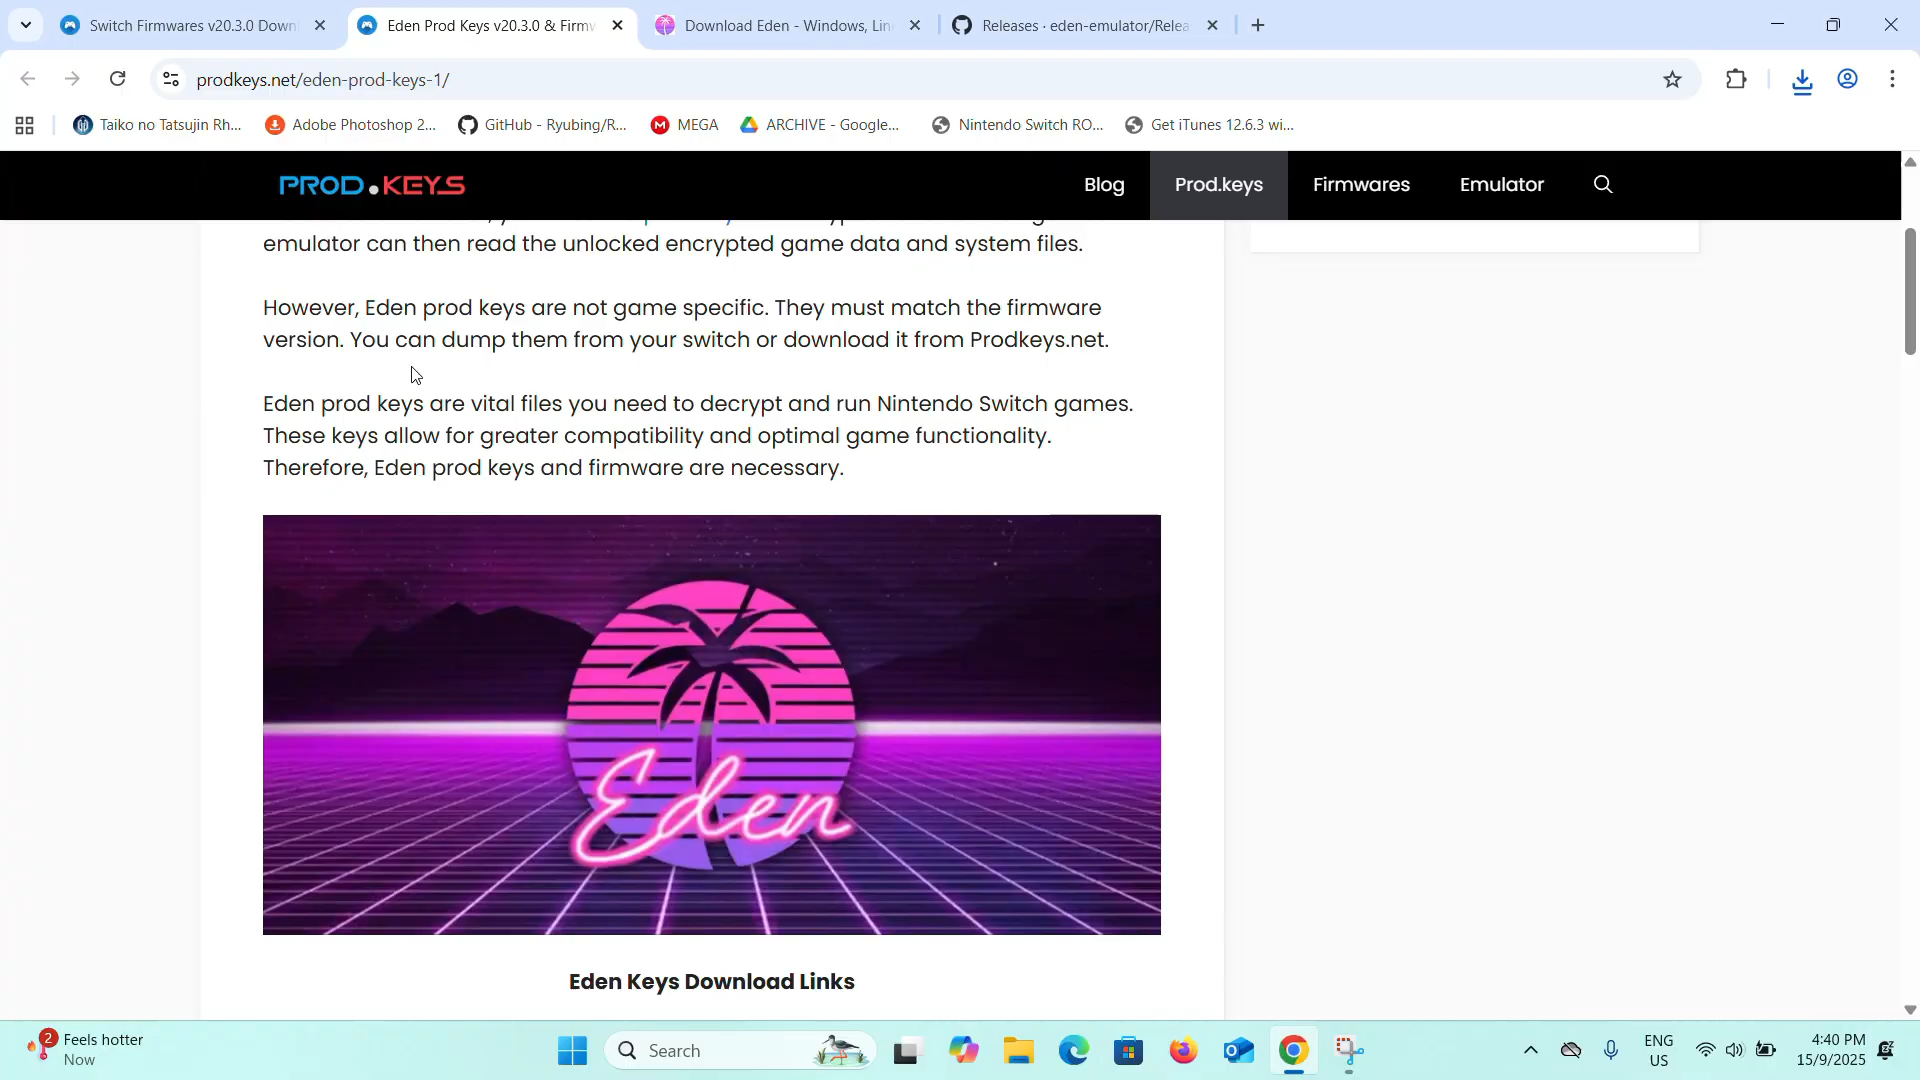 Switch Firmwares v20.3.0 Down
Eden Prod Keys v20.3.0 & Firmw
Download Eden - Windows, Lin
Releases · eden-emulator/Relea
prodkeys.net/eden-prod-keys-1/
Taiko no Tatsujin Rh...
Adobe Photoshop 2...
GitHub - Ryubing/R...
MEGA
ARCHIVE - Google...
Nintendo Switch RO...
Get iTunes 12.6.3 wi...
PROD.KEYS
Blog
Prod.keys
Firmwares
Emulator
emulator can then read the unlocked encrypted game data and system files.
However, Eden prod keys are not game specific. They must match the firmware
version. You can dump them from your switch or download it from Prodkeys.net.
Eden prod keys are vital files you need to decrypt and run Nintendo Switch games.
These keys allow for greater compatibility and optimal game functionality.
Therefore, Eden prod keys and firmware are necessary.
Eden
Eden Keys Download Links
2
Feels hotter
Now
Search
ENG
US
4:40 PM
15/9/2025